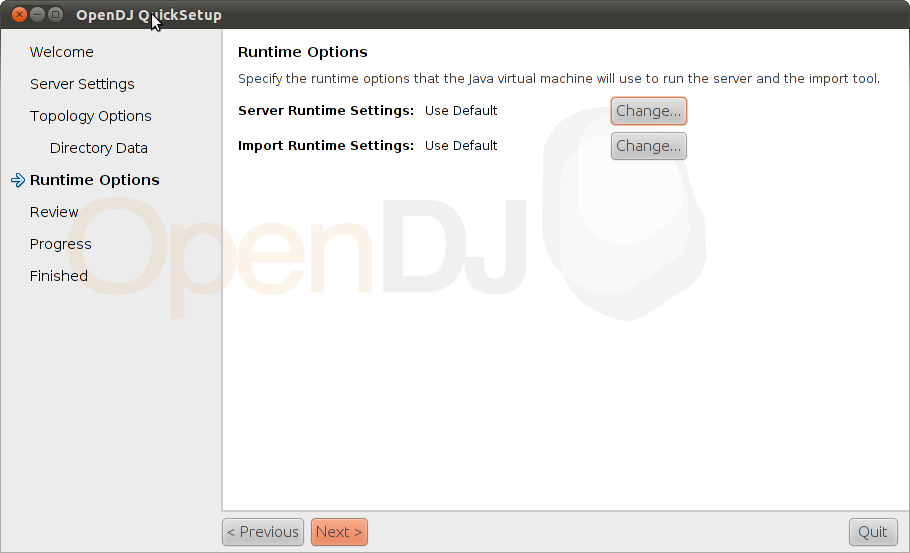 OpenDJ QuickSetup
Welcome
Server Settings
Topology Options
Directory Data
Runtime Options
Review
Progress
Finished
Runtime Options
Specify the runtime options that the Java virtual machine will use to run the server and the import tool.
Server Runtime Settings: Use Default Change...
Import Runtime Settings: Use Default Change...
OpenDJ
< Previous Next > Quit